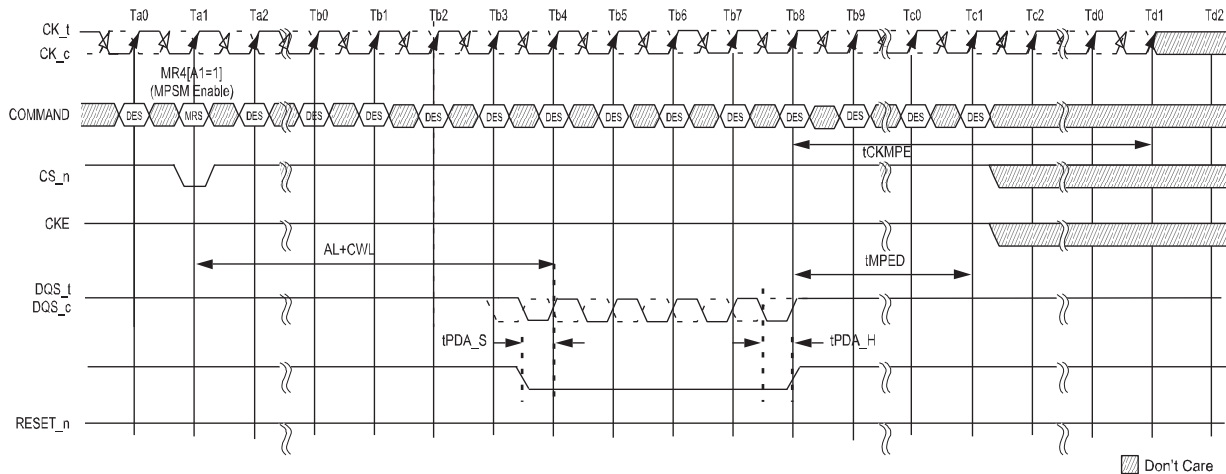 Ta0 Ta1 Ta2 Tb0 Tb1 Tb2 Tb3 Tb4 Tb5 Tb6 Tb7 Tb8 Tb9 Tc0 Tc1 Tc2 Td0 Td1 Td2
CK_t
CK_c
MR4[A1=1]
(MPSM Enable)
COMMAND
DES MRS DES DES DES DES DES DES DES DES DES DES DES DES DES
tCKMPE
CS_n
CKE
AL+CWL
tMPED
DQS_t
DQS_c
tPDA_S
tPDA_H
RESET_n
Don't Care